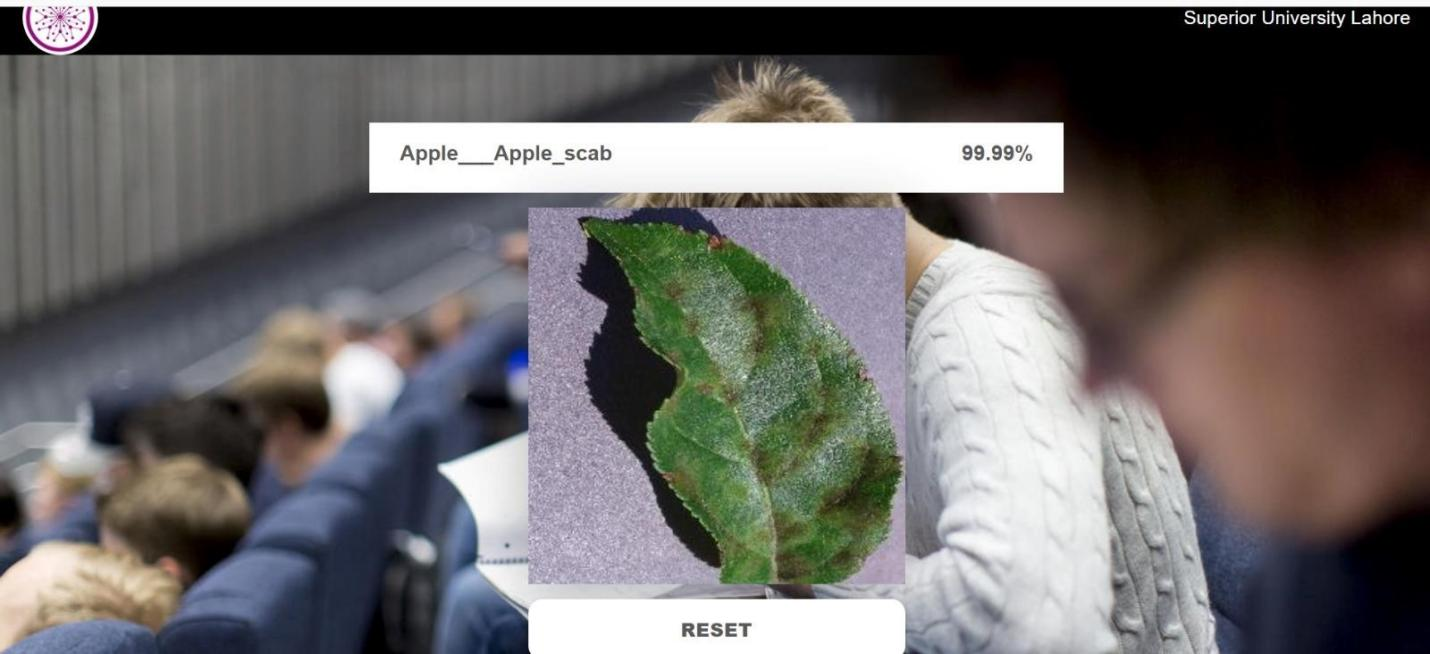 Superior University Lahore
Apple___Apple_scab 99.99%
RESET